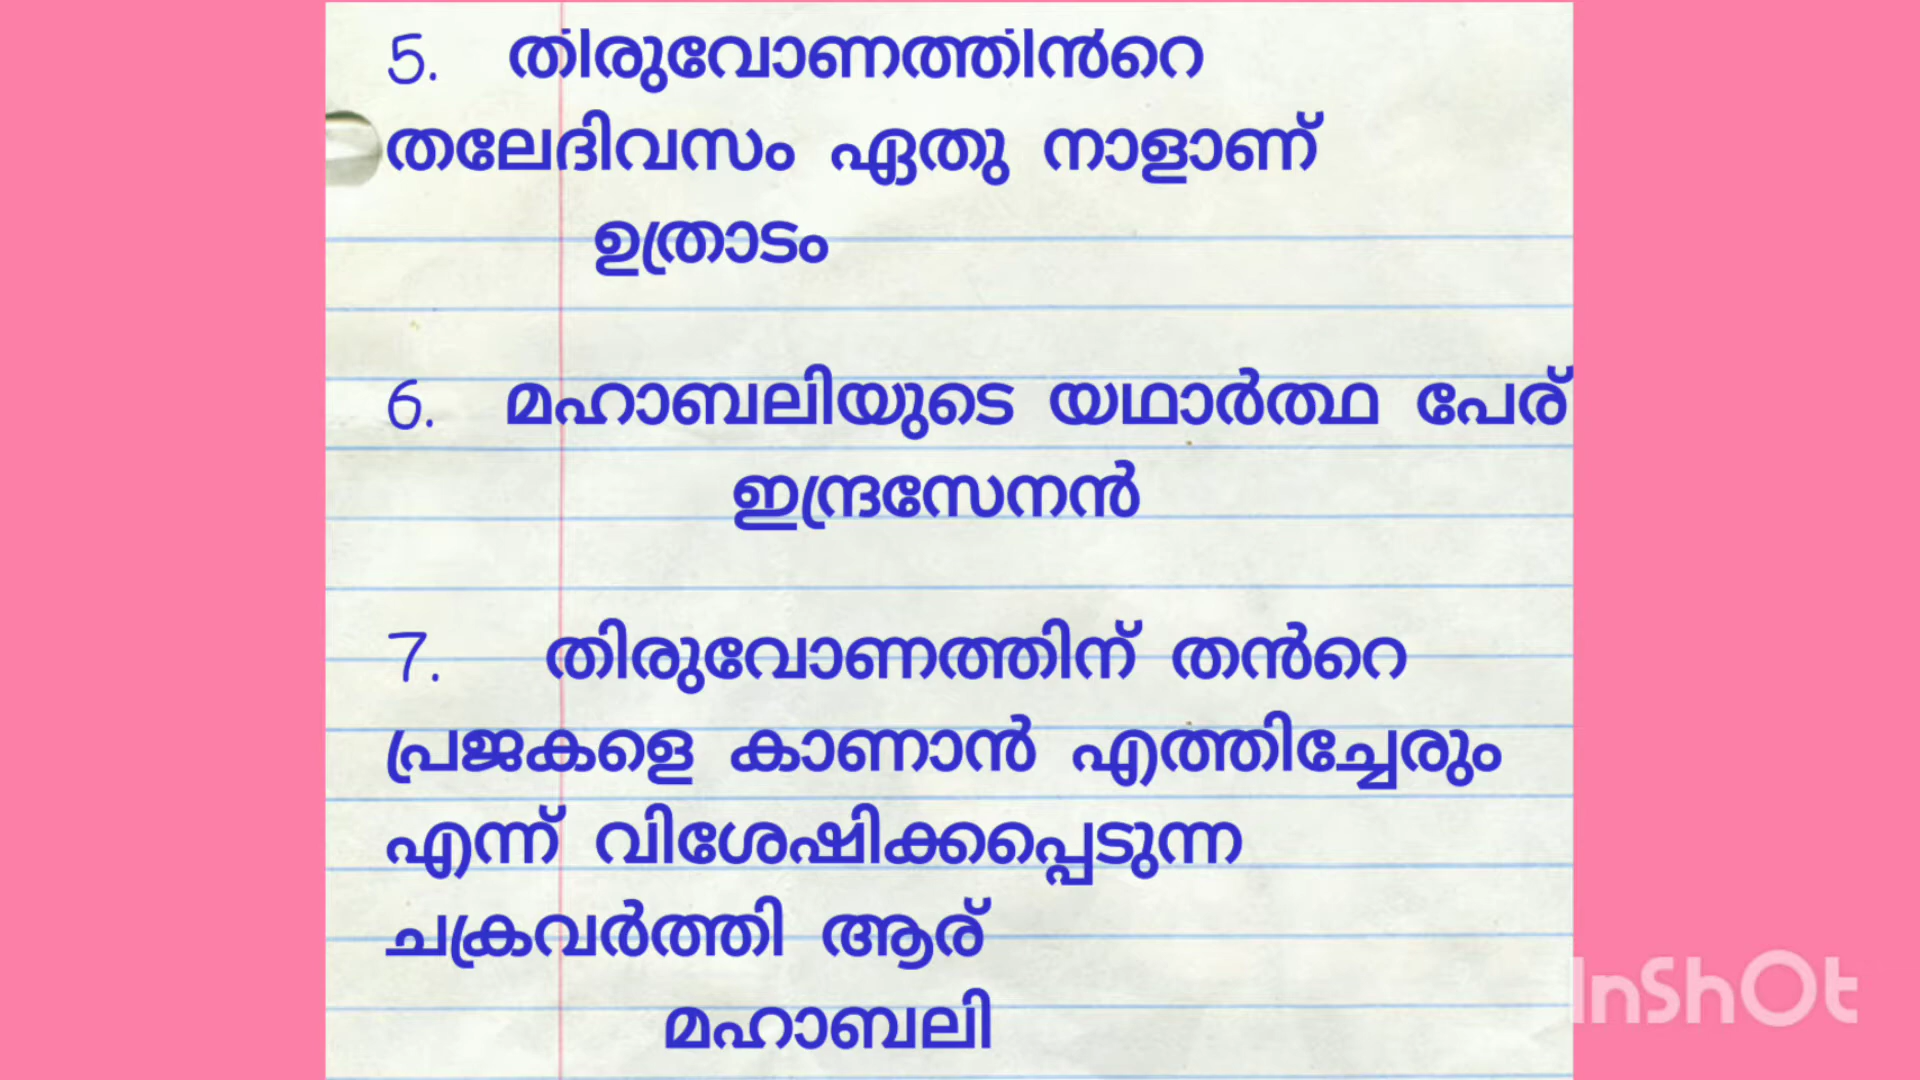 5. തിരുവോണത്തിൻറെ
തലേദിവസം ഏതു നാളാണ്
ഉത്രാടം
6. മഹാബലിയുടെ യഥാർത്ഥ പേര്
ഇന്ദ്രസേനൻ
7. തിരുവോണത്തിന് തൻറെ
പ്രജകളെ കാണാൻ എത്തിച്ചേരും
എന്ന് വിശേഷിക്കപ്പെടുന്ന
ചക്രവർത്തി ആര്
മഹാബലി
InShOt